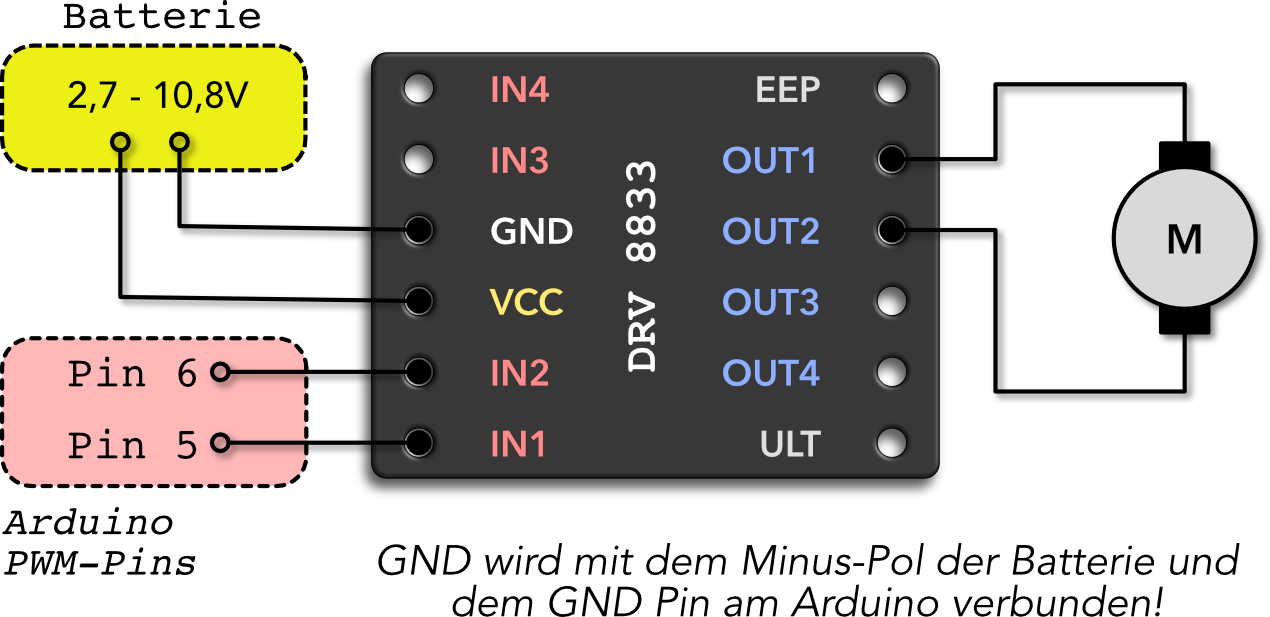 Batterie
2,7 - 10,8V
Pin 6
Pin 5
Arduino
PWM-Pins
IN4
IN3
GND
VCC
IN2
IN1
DRV 8833
EEP
OUT1
OUT2
OUT3
OUT4
ULT
M
GND wird mit dem Minus-Pol der Batterie und
dem GND Pin am Arduino verbunden!